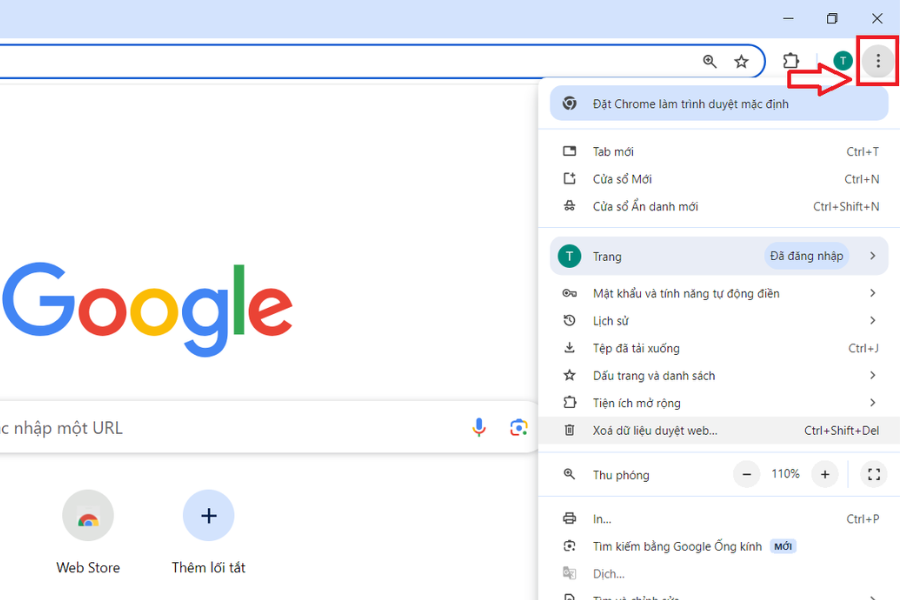 T
Đặt Chrome làm trình duyệt mặc định
Tab mới Ctrl+T
Cửa sổ Mới Ctrl+N
Cửa sổ Ẩn danh mới Ctrl+Shift+N
T Trang Đã đăng nhập
Mật khẩu và tính năng tự động điền
Lịch sử
Tệp đã tải xuống Ctrl+J
Dấu trang và danh sách
Tiện ích mở rộng
Xoá dữ liệu duyệt web... Ctrl+Shift+Del
Thu phóng − 110% +
In... Ctrl+P
Tìm kiếm bằng Google Ống kính MỚI
Dịch...
Google
nhập một URL
Web Store
Thêm lối tắt